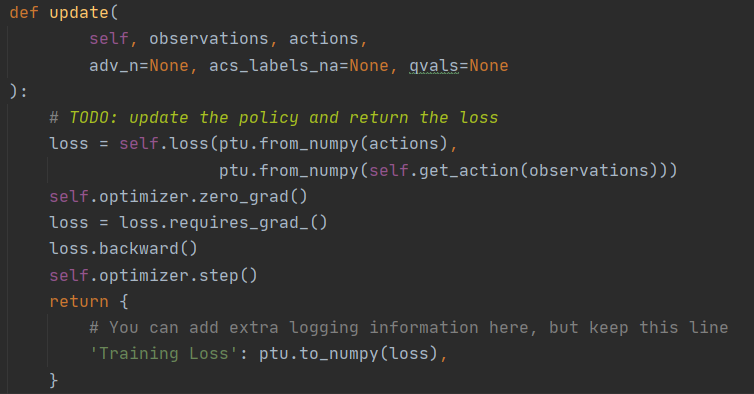 def update(
        self, observations, actions,
        adv_n=None, acs_labels_na=None, qvals=None
):
    # TODO: update the policy and return the loss
    loss = self.loss(ptu.from_numpy(actions),
                     ptu.from_numpy(self.get_action(observations)))
    self.optimizer.zero_grad()
    loss = loss.requires_grad_()
    loss.backward()
    self.optimizer.step()
    return {
        # You can add extra logging information here, but keep this line
        'Training Loss': ptu.to_numpy(loss),
    }